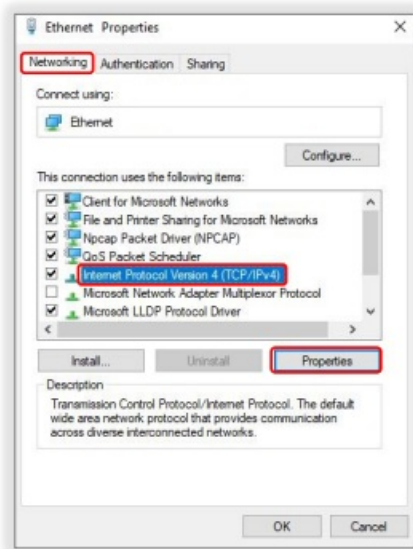 Ethernet Properties
Networking Authentication Sharing
Connect using:
Ethernet
Configure...
This connection uses the following items:
Client for Microsoft Networks
File and Printer Sharing for Microsoft Networks
Npcap Packet Driver (NPCAP)
QoS Packet Scheduler
Internet Protocol Version 4 (TCP/IPv4)
Microsoft Network Adapter Multiplexor Protocol
Microsoft LLDP Protocol Driver
Install... Uninstall Properties
Description
Transmission Control Protocol/Internet Protocol. The default
wide area network protocol that provides communication
across diverse interconnected networks.
OK Cancel